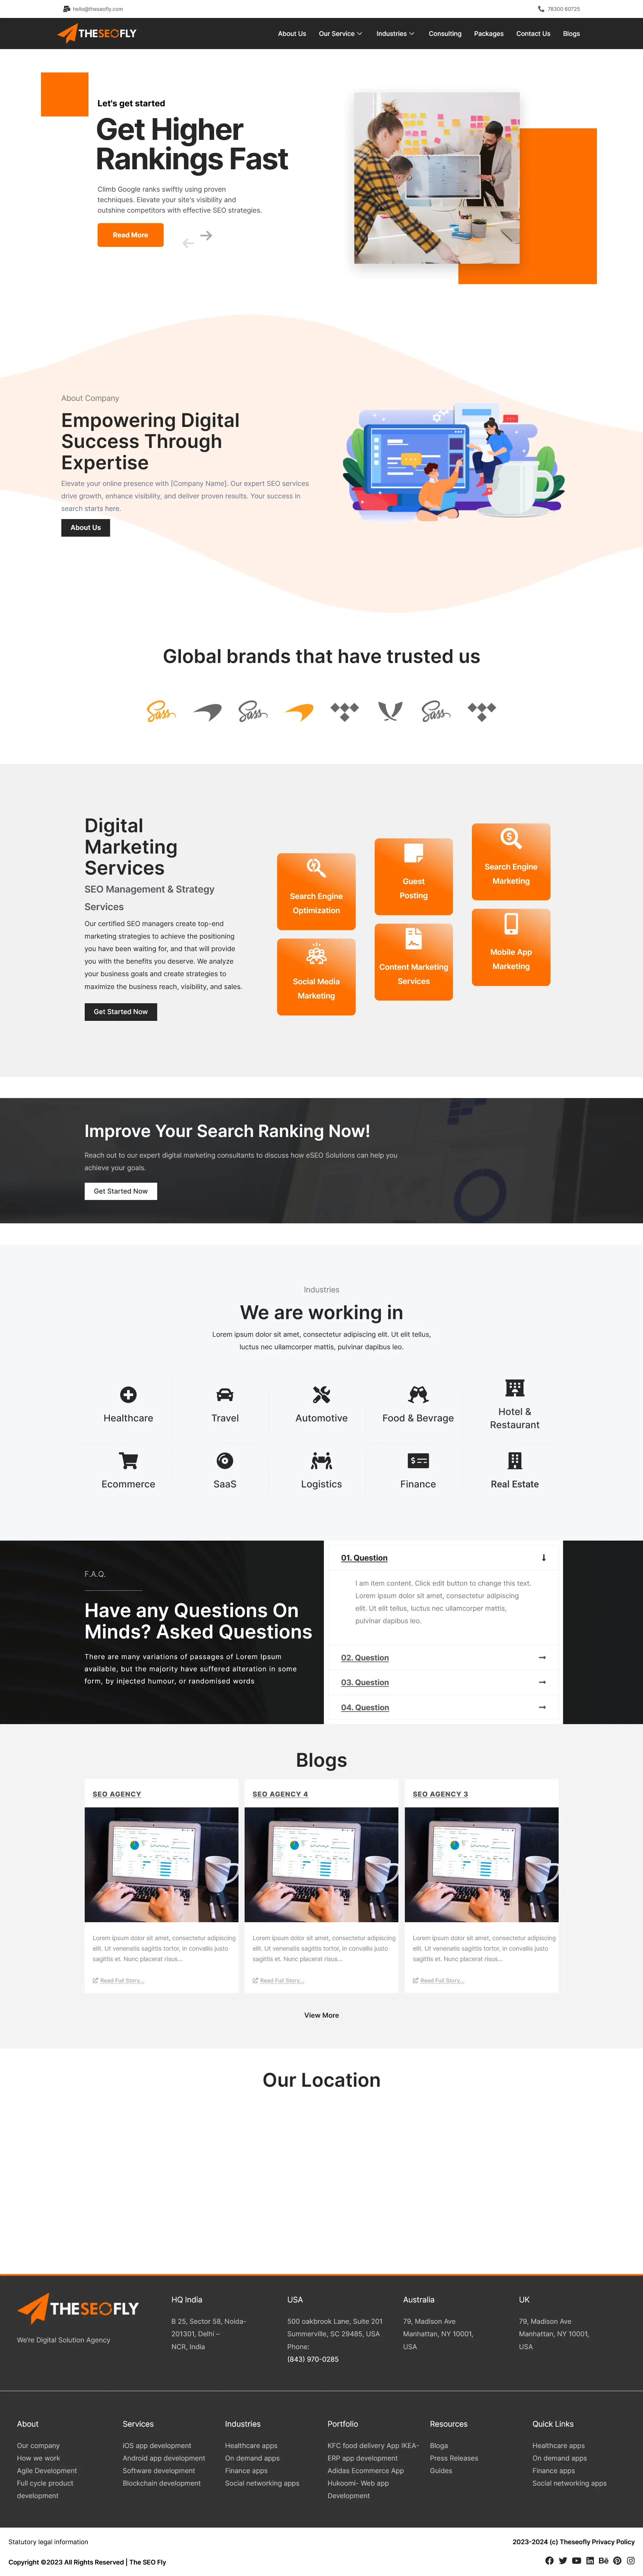 hello@theseofly.com
78300 60725
THESEOFLY
About Us
Our Service
Industries
Consulting
Packages
Contact Us
Blogs
Let's get started
Get Higher
Rankings Fast
Climb Google ranks swiftly using proven
techniques. Elevate your site's visibility and
outshine competitors with effective SEO strategies.
Read More
About Company
Empowering Digital
Success Through
Expertise
Elevate your online presence with [Company Name]. Our expert SEO services
drive growth, enhance visibility, and deliver proven results. Your success in
search starts here.
About Us
Global brands that have trusted us
Sass
Sass
Sass
Digital
Marketing
Services
SEO Management & Strategy
Services
Our certified SEO managers create top-end
marketing strategies to achieve the positioning
you have been waiting for, and that will provide
you with the benefits you deserve. We analyze
your business goals and create strategies to
maximize the business reach, visibility, and sales.
Get Started Now
Search Engine
Optimization
Social Media
Marketing
Guest
Posting
Content Marketing
Services
Search Engine
Marketing
Mobile App
Marketing
Improve Your Search Ranking Now!
Reach out to our expert digital marketing consultants to discuss how eSEO Solutions can help you
achieve your goals.
Get Started Now
Industries
We are working in
Lorem ipsum dolor sit amet, consectetur adipiscing elit. Ut elit tellus,
luctus nec ullamcorper mattis, pulvinar dapibus leo.
Healthcare
Travel
Automotive
Food & Bevrage
Hotel &
Restaurant
Ecommerce
SaaS
Logistics
Finance
Real Estate
F.A.Q.
Have any Questions On
Minds? Asked Questions
There are many variations of passages of Lorem Ipsum
available, but the majority have suffered alteration in some
form, by injected humour, or randomised words
01. Question
I am item content. Click edit button to change this text.
Lorem ipsum dolor sit amet, consectetur adipiscing
elit. Ut elit tellus, luctus nec ullamcorper mattis,
pulvinar dapibus leo.
02. Question
03. Question
04. Question
Blogs
SEO AGENCY
Lorem ipsum dolor sit amet, consectetur adipiscing
elit. Ut venenatis sagittis tortor, in convallis justo
sagittis et. Nunc placerat risus...
Read Full Story...
SEO AGENCY 4
Lorem ipsum dolor sit amet, consectetur adipiscing
elit. Ut venenatis sagittis tortor, in convallis justo
sagittis et. Nunc placerat risus...
Read Full Story...
SEO AGENCY 3
Lorem ipsum dolor sit amet, consectetur adipiscing
elit. Ut venenatis sagittis tortor, in convallis justo
sagittis et. Nunc placerat risus...
Read Full Story...
View More
Our Location
THESEOFLY
We're Digital Solution Agency
HQ India
B 25, Sector 58, Noida-
201301, Delhi –
NCR, India
USA
500 oakbrook Lane, Suite 201
Summerville, SC 29485, USA
Phone:
(843) 970-0285
Australia
79, Madison Ave
Manhattan, NY 10001,
USA
UK
79, Madison Ave
Manhattan, NY 10001,
USA
About
Our company
How we work
Agile Development
Full cycle product
development
Services
iOS app development
Android app development
Software development
Blockchain development
Industries
Healthcare apps
On demand apps
Finance apps
Social networking apps
Portfolio
KFC food delivery App IKEA-
ERP app development
Adidas Ecommerce App
Hukoomi- Web app
Development
Resources
Bloga
Press Releases
Guides
Quick Links
Healthcare apps
On demand apps
Finance apps
Social networking apps
Statutory legal information
2023-2024 (c) Theseofly Privacy Policy
Copyright ©2023 All Rights Reserved | The SEO Fly